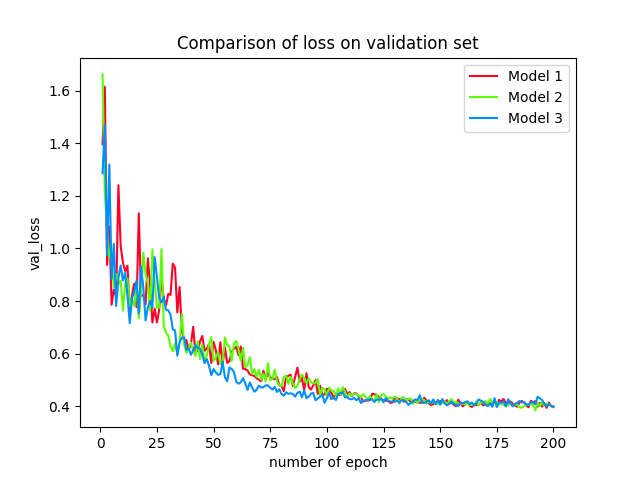 Comparison of loss on validation set
Model 1
Model 2
Model 3
val_loss
1.6
1.4
1.2
1.0
0.8
0.6
0.4
0 25 50 75 100 125 150 175 200
number of epoch